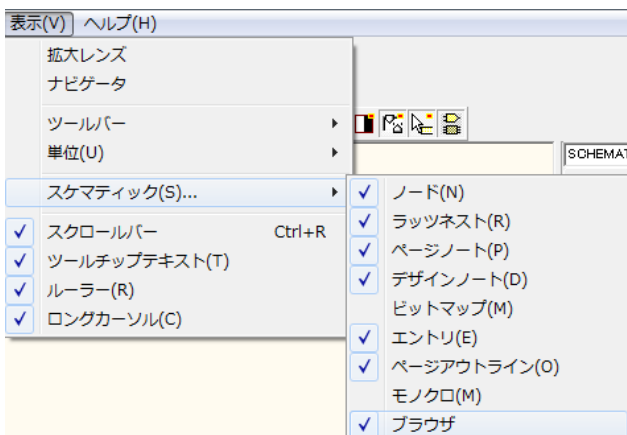 表示(V) ヘルプ(H)
拡大レンズ
ナビゲータ
ツールバー
単位(U)
SCHEMAT
スケマティック(S)...
スクロールバー Ctrl+R
ツールチップテキスト(T)
ルーラー(R)
ロングカーソル(C)
ノード(N)
ラッツネスト(R)
ページノート(P)
デザインノート(D)
ビットマップ(M)
エントリ(E)
ページアウトライン(O)
モノクロ(M)
ブラウザ